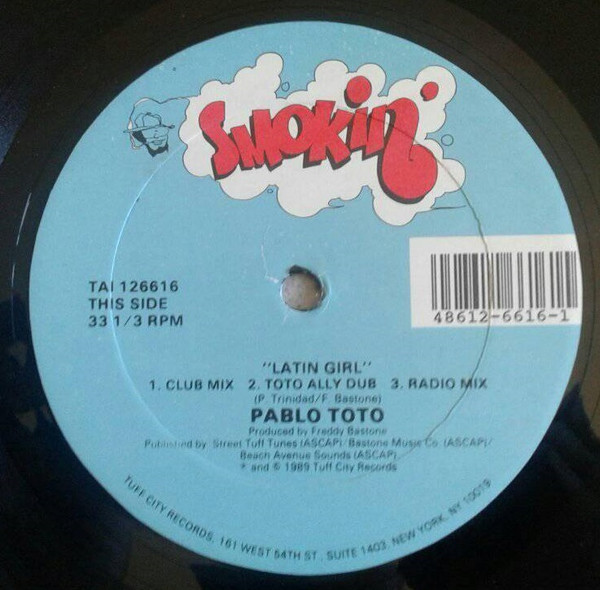 Smokin'
TAI 126616
THIS SIDE
33 1/3 RPM
48612-6616-1
"LATIN GIRL"
1. CLUB MIX 2. TOTO ALLY DUB 3. RADIO MIX
(P. Trinidad/F. Bastone)
PABLO TOTO
Produced by Freddy Bastone
Published by: Street Tuff Tunes (ASCAP)/Bastone Music Co. (ASCAP)/
Beach Avenue Sounds (ASCAP)
* and © 1989 Tuff City Records
TUFF CITY RECORDS, 161 WEST 54TH ST., SUITE 1403, NEW YORK, NY 10019